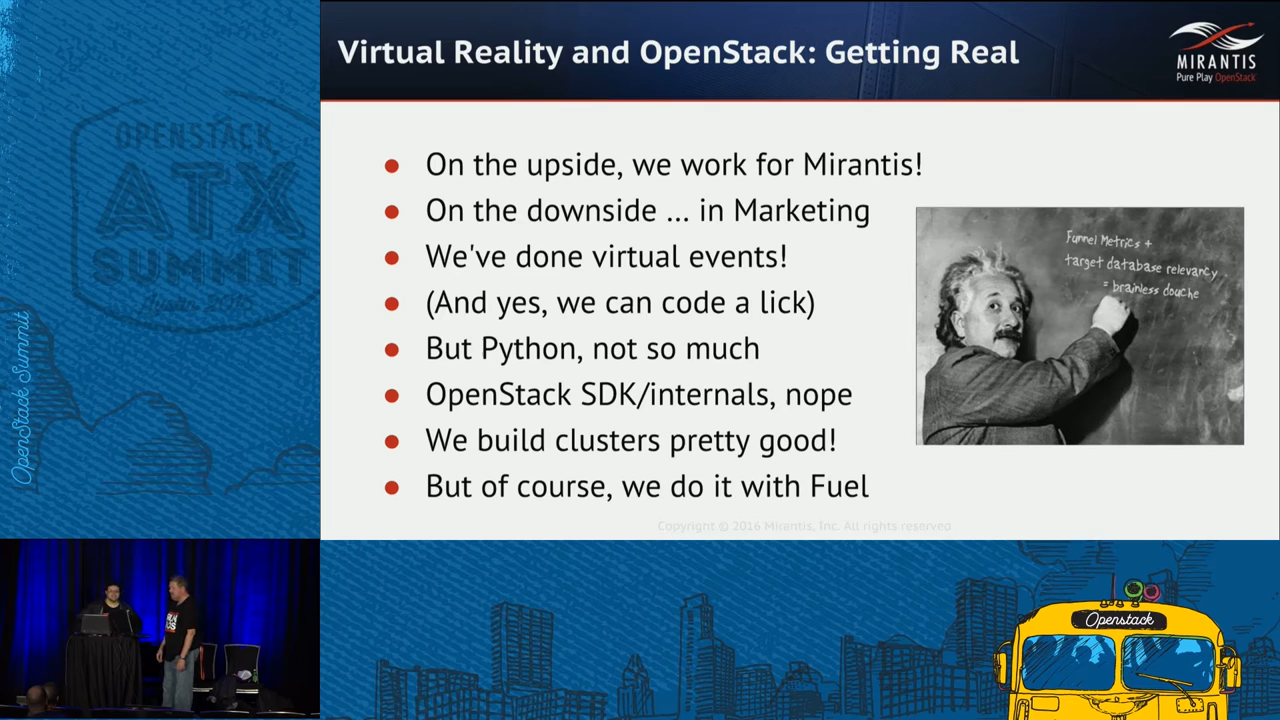 Virtual Reality and OpenStack: Getting Real
MIRANTIS
Pure Play OpenStack
OPENSTACK
ATX
SUMMIT
Austin 2016
OpenStack Summit
● On the upside, we work for Mirantis!
● On the downside ... in Marketing
● We've done virtual events!
● (And yes, we can code a lick)
● But Python, not so much
● OpenStack SDK/internals, nope
● We build clusters pretty good!
● But of course, we do it with Fuel
Funnel Metrics +
target database relevancy
= brainless douche
Copyright © 2016 Mirantis, Inc. All rights reserved
Openstack